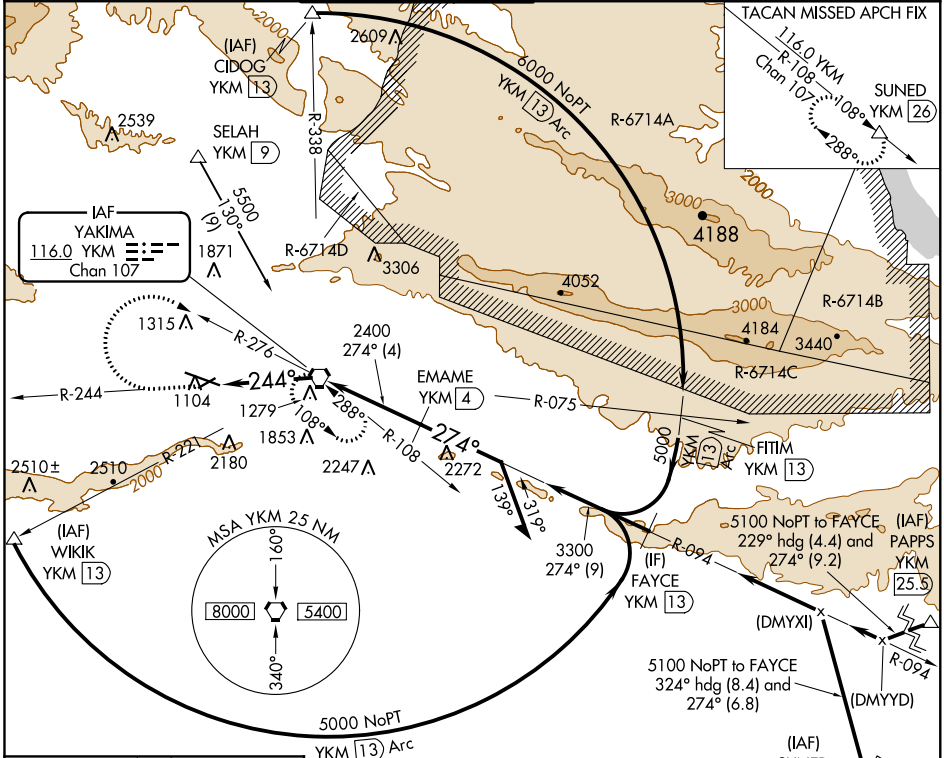 TACAN MISSED APCH FIX
116.0 YKM
R-108
Chan 107
108°
288°
SUNED
YKM 26
(IAF)
CIDOG
YKM 13
2609
6000 NoPT
YKM 13 Arc
R-6714A
2000
2000
2539
SELAH
YKM 9
R-338
5500
130°
(9)
3000
4188
IAF
YAKIMA
116.0 YKM
Chan 107
1871
R-6714D
3306
4052
3000
R-6714B
1315
R-276
2400
274° (4)
4184
3440
R-6714C
R-244
244°
1104
1279
108°
288°
R-108
EMAME
YKM 4
R-075
274°
5000
YKM 13 Arc
FITIM
YKM 13
1853
2247
2272
R-221
2180
2510±
2510
2000
139°
319°
(IAF)
WIKIK
YKM 13
MSA YKM 25 NM
160°
8000
5400
340°
3300
274° (9)
(IF)
FAYCE
YKM 13
R-094
5100 NoPT to FAYCE
229° hdg (4.4) and
274° (9.2)
(IAF)
PAPPS
YKM
25.5
(DMYXI)
(DMYYD)
R-094
5100 NoPT to FAYCE
324° hdg (8.4) and
274° (6.8)
5000 NoPT
YKM 13 Arc
(IAF)